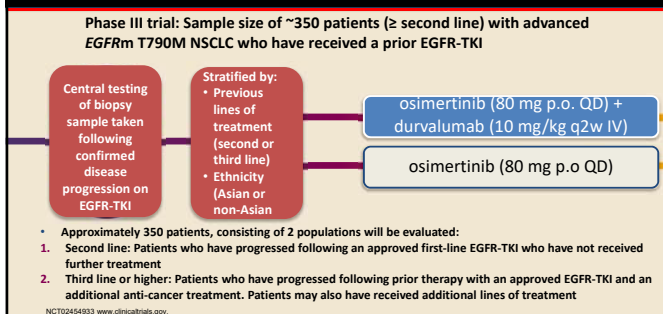 Phase III trial: Sample size of ~350 patients (≥ second line) with advanced
EGFRm T790M NSCLC who have received a prior EGFR-TKI
Central testing
of biopsy
sample taken
following
confirmed
disease
progression on
EGFR-TKI
Stratified by:
• Previous
lines of
treatment
(second or
third line)
• Ethnicity
(Asian or
non-Asian
osimertinib (80 mg p.o. QD) +
durvalumab (10 mg/kg q2w IV)
osimertinib (80 mg p.o QD)
• Approximately 350 patients, consisting of 2 populations will be evaluated:
1. Second line: Patients who have progressed following an approved first-line EGFR-TKI who have not received
further treatment
2. Third line or higher: Patients who have progressed following prior therapy with an approved EGFR-TKI and an
additional anti-cancer treatment. Patients may also have received additional lines of treatment
NCT02454933 www.clinicaltrials.gov.